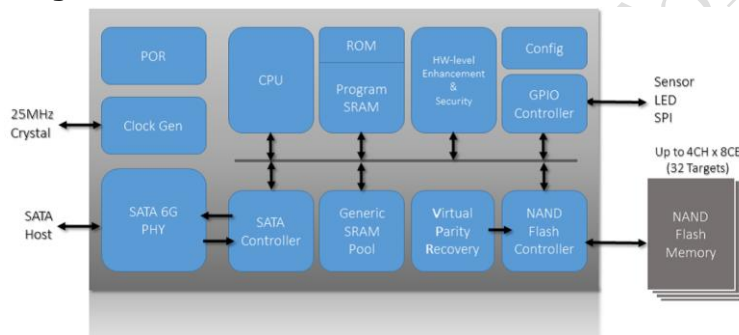 POR
CPU
ROM
Program
SRAM
HW-level
Enhancement
&
Security
Config
GPIO
Controller
Sensor
LED
SPI
25MHz
Crystal
Clock Gen
Up to 4CH x 8CE
(32 Targets)
SATA
Host
SATA 6G
PHY
SATA
Controller
Generic
SRAM
Pool
Virtual
Parity
Recovery
NAND
Flash
Controller
NAND
Flash
Memory